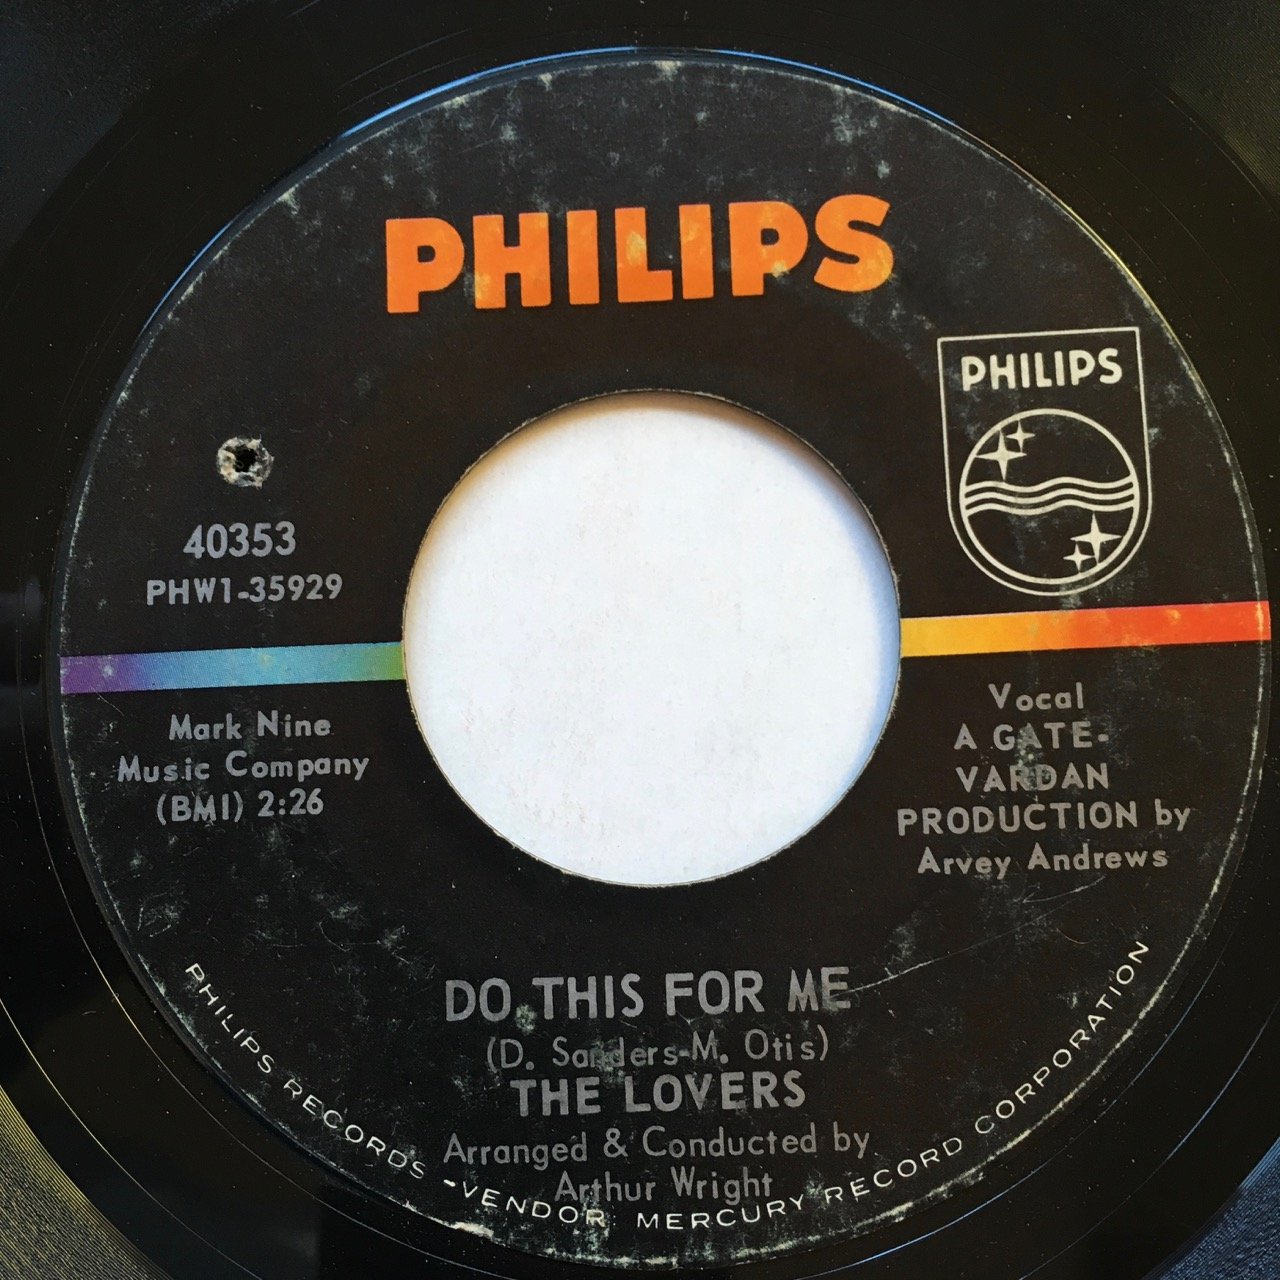 PHILIPS
PHILIPS
40353
PHW1-35929
Mark Nine
Music Company
(BMI) 2:26
Vocal
A GATE-
VARDAN
PRODUCTION by
Arvey Andrews
DO THIS FOR ME
(D. Sanders-M. Otis)
THE LOVERS
Arranged & Conducted by
Arthur Wright
PHILIPS RECORDS -VENDOR MERCURY RECORD CORPORATION